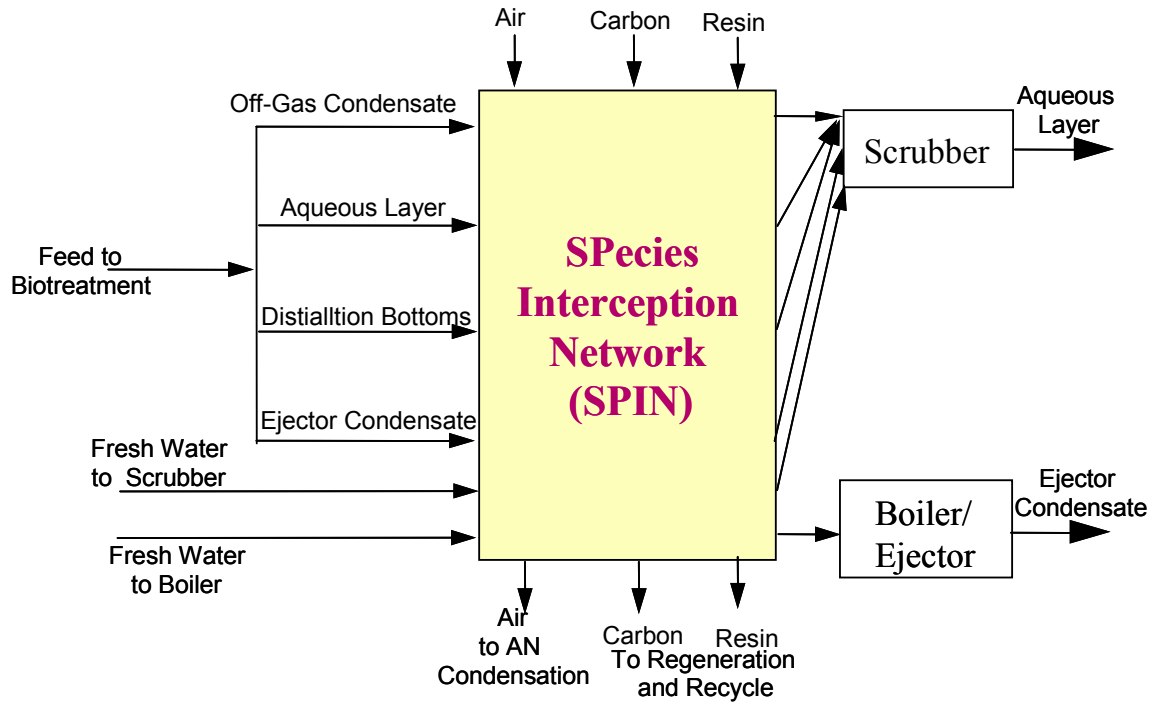 Air
Carbon
Resin
Off-Gas Condensate
Aqueous Layer
Feed to
Biotreatment
Distialltion Bottoms
Ejector Condensate
Fresh Water
to Scrubber
Fresh Water
to Boiler
SPecies
Interception
Network
(SPIN)
Scrubber
Aqueous
Layer
Boiler/
Ejector
Ejector
Condensate
Air
to AN
Condensation
Carbon
Resin
To Regeneration
and Recycle